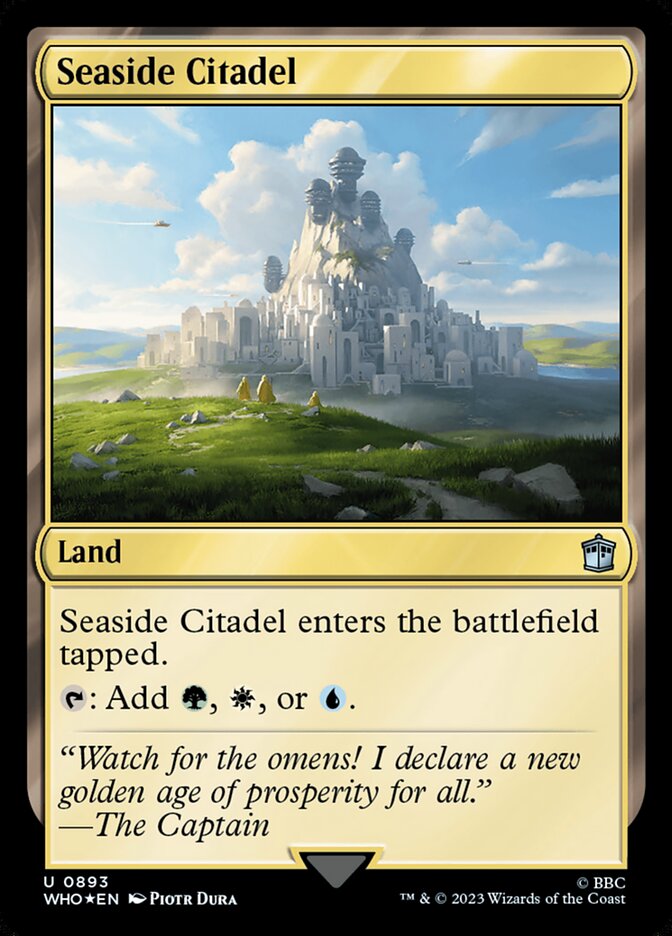 Seaside Citadel
Land
Seaside Citadel enters the battlefield
tapped.
: Add , , or .
“Watch for the omens! I declare a new
golden age of prosperity for all.”
—The Captain
U 0893
WHO★EN Piotr Dura
© BBC
™ & © 2023 Wizards of the Coast